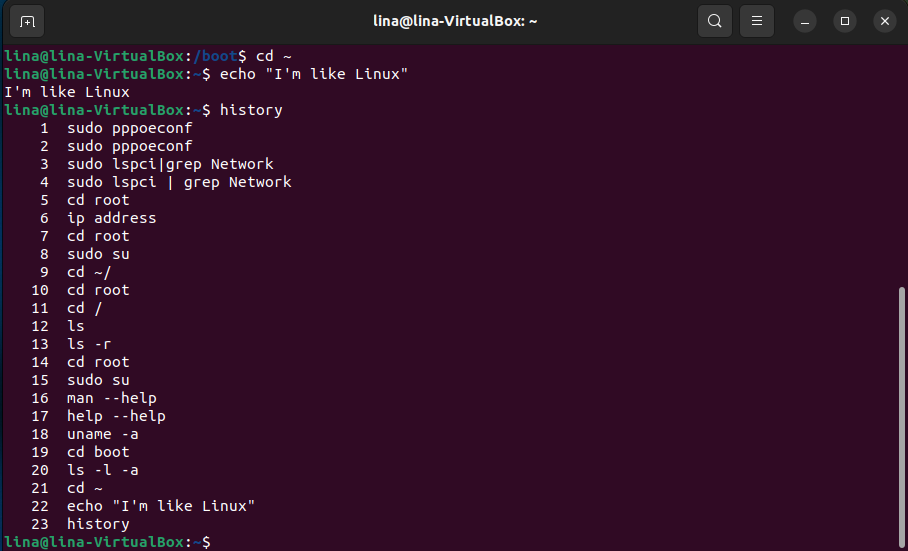 lina@lina-VirtualBox: ~
lina@lina-VirtualBox:/boot$ cd ~
lina@lina-VirtualBox:~$ echo "I'm like Linux"
I'm like Linux
lina@lina-VirtualBox:~$ history
1 sudo pppoeconf
2 sudo pppoeconf
3 sudo lspci|grep Network
4 sudo lspci | grep Network
5 cd root
6 ip address
7 cd root
8 sudo su
9 cd ~/
10 cd root
11 cd /
12 ls
13 ls -r
14 cd root
15 sudo su
16 man --help
17 help --help
18 uname -a
19 cd boot
20 ls -l -a
21 cd ~
22 echo "I'm like Linux"
23 history
lina@lina-VirtualBox:~$